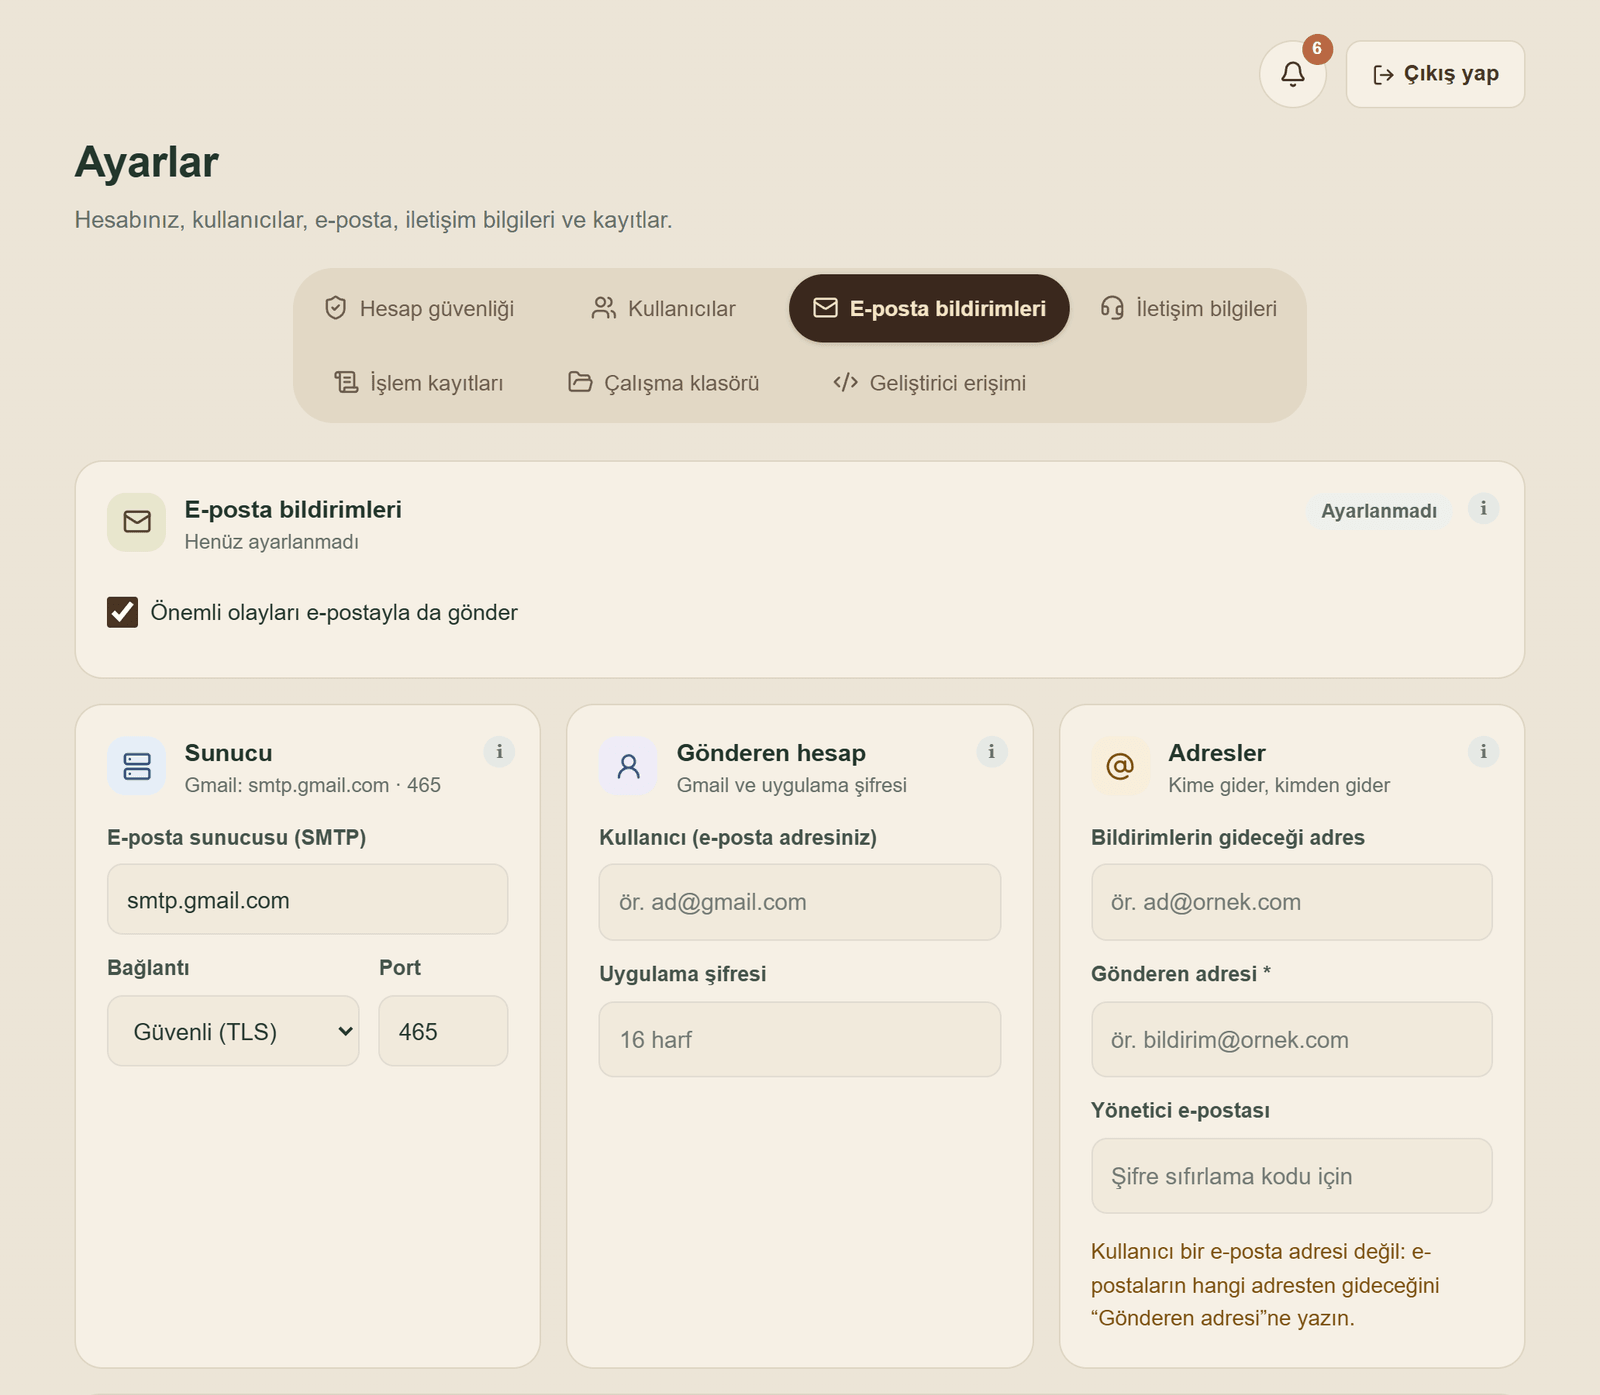 6
Çıkış yap
Ayarlar
Hesabınız, kullanıcılar, e-posta, iletişim bilgileri ve kayıtlar.
Hesap güvenliği
Kullanıcılar
E-posta bildirimleri
İletişim bilgileri
İşlem kayıtları
Çalışma klasörü
Geliştirici erişimi
E-posta bildirimleri
Henüz ayarlanmadı
Ayarlanmadı
i
Önemli olayları e-postayla da gönder
Sunucu
Gmail: smtp.gmail.com · 465
i
E-posta sunucusu (SMTP)
smtp.gmail.com
Bağlantı
Port
Güvenli (TLS)
465
Gönderen hesap
Gmail ve uygulama şifresi
i
Kullanıcı (e-posta adresiniz)
ör. ad@gmail.com
Uygulama şifresi
16 harf
Adresler
Kime gider, kimden gider
i
Bildirimlerin gideceği adres
ör. ad@ornek.com
Gönderen adresi *
ör. bildirim@ornek.com
Yönetici e-postası
Şifre sıfırlama kodu için
Kullanıcı bir e-posta adresi değil: e-
postaların hangi adresten gideceğini
“Gönderen adresi”ne yazın.